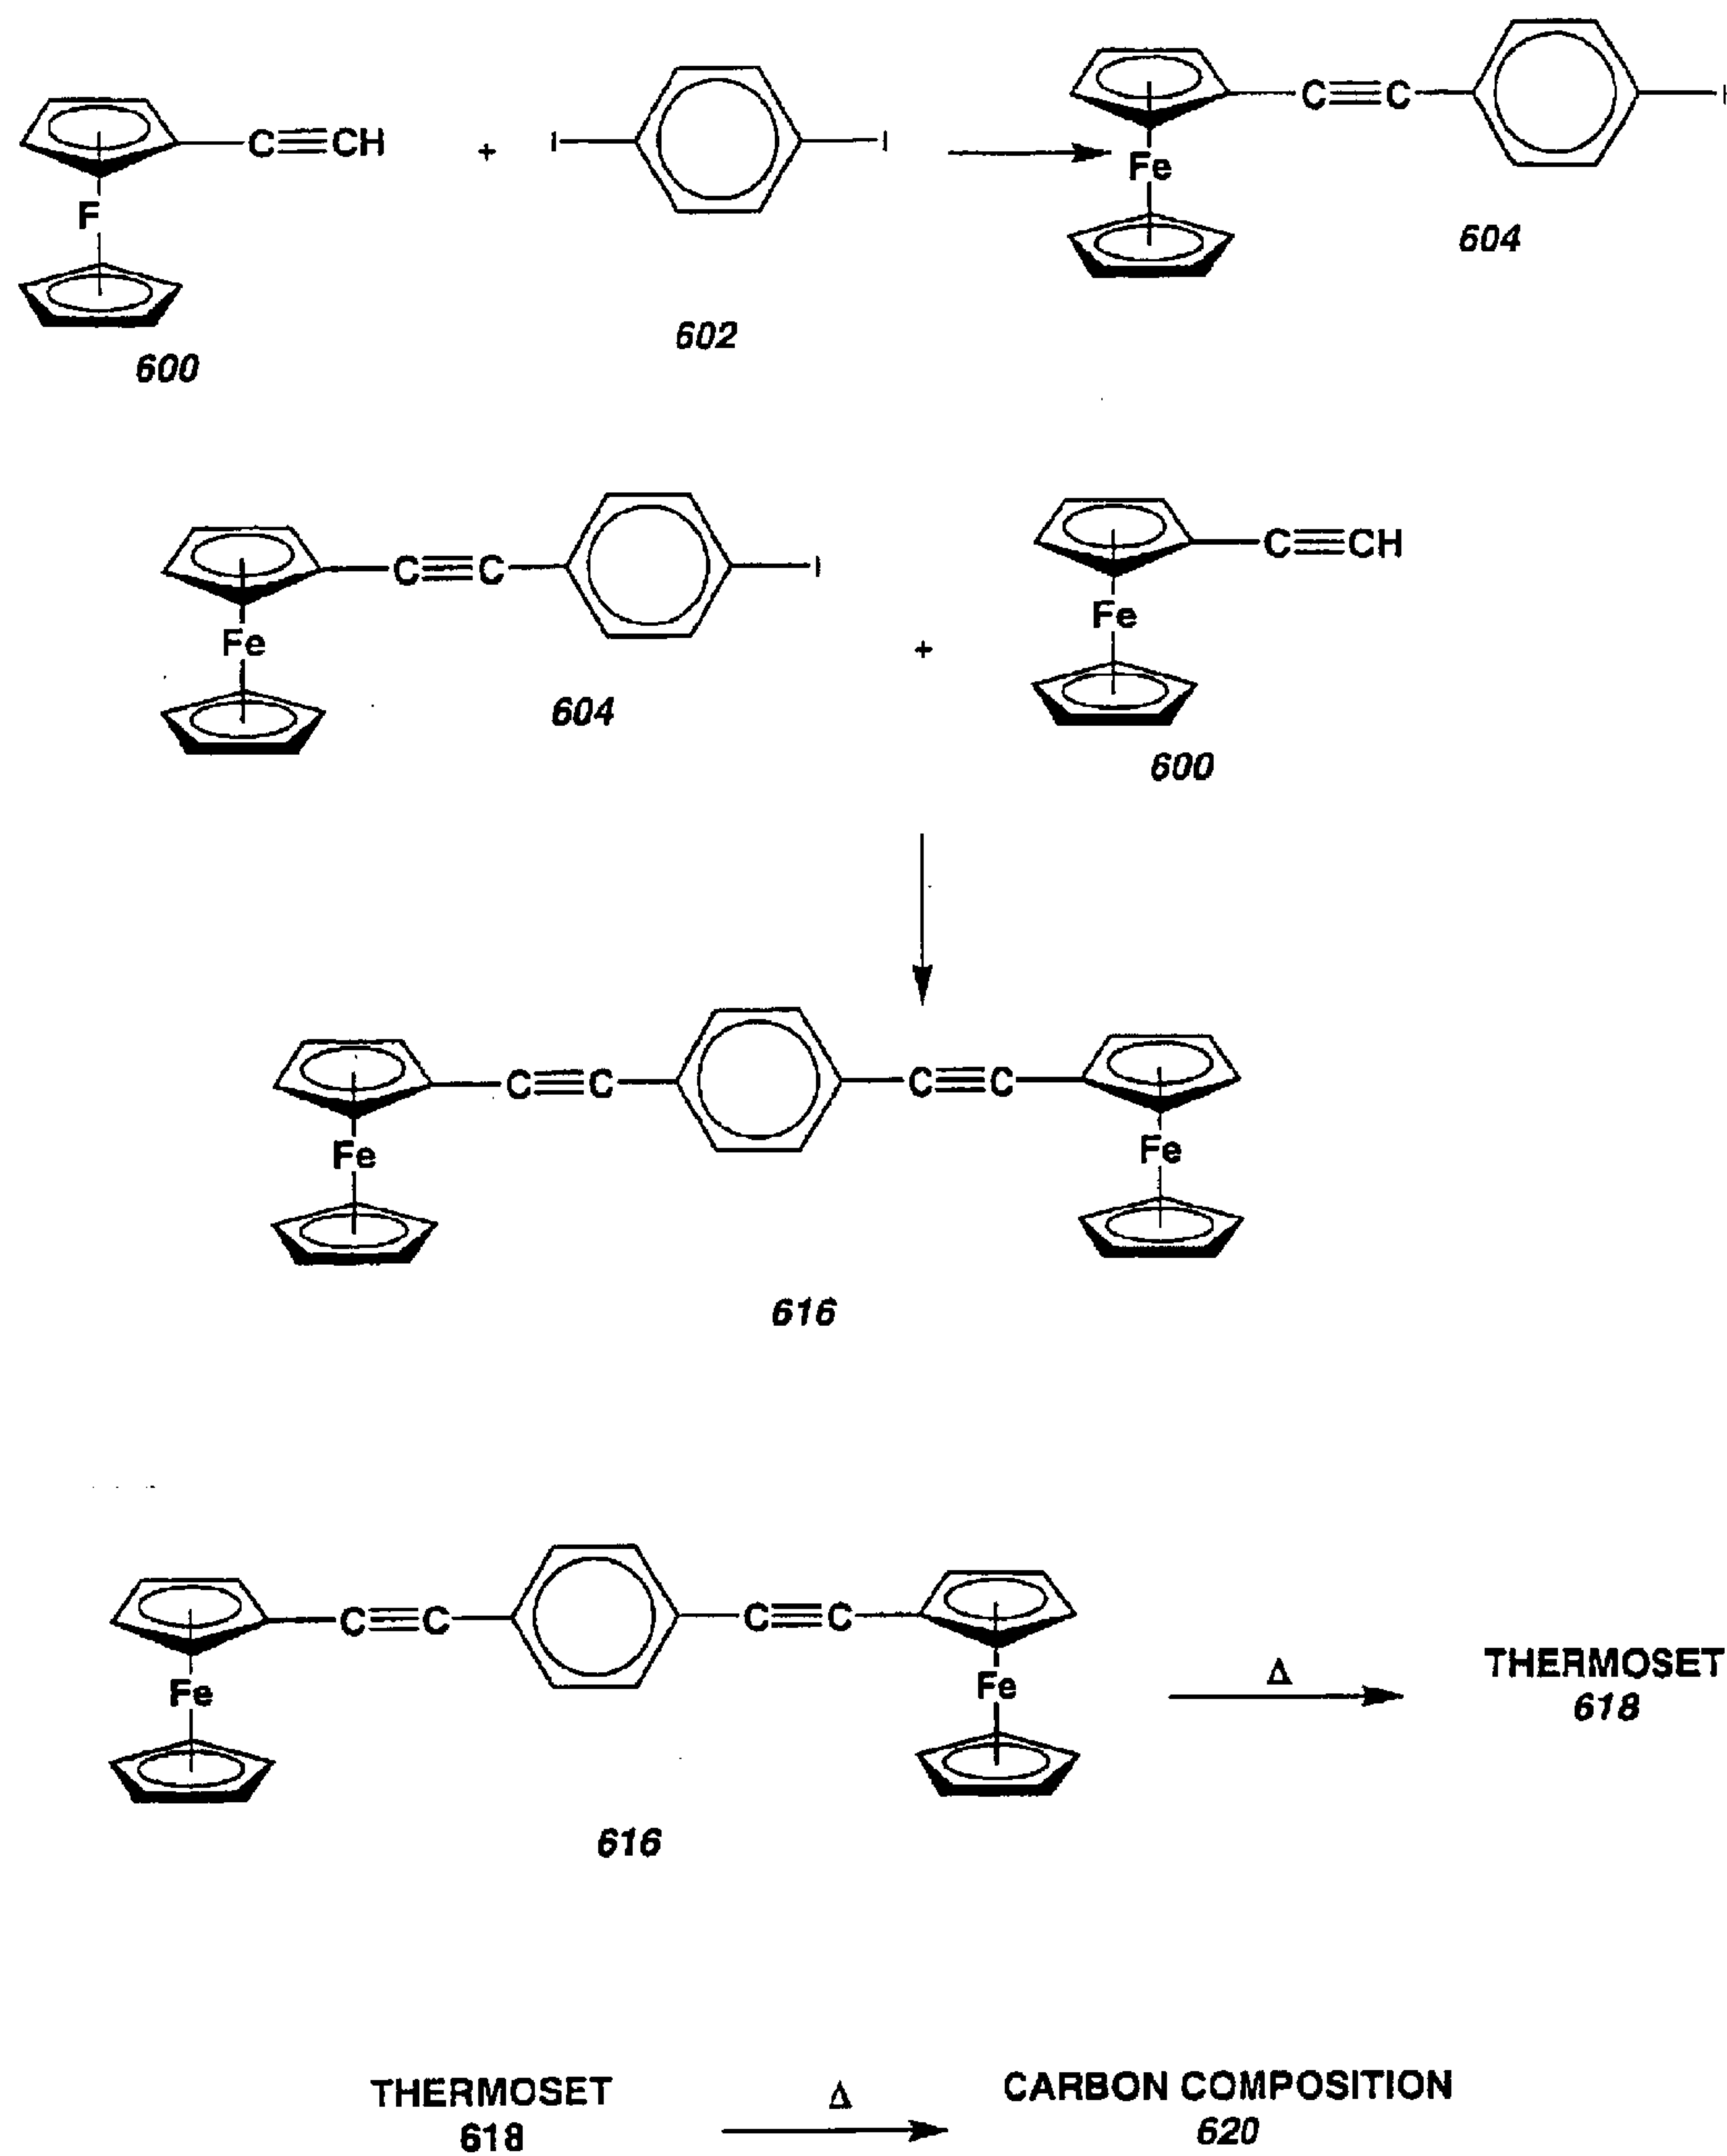 C≡CH + I I C≡C I
F Fe
600 602 604
C≡C I + C≡CH
Fe Fe
604 600
C≡C C≡C
Fe Fe
616
C≡C C≡C
Fe Fe Δ THERMOSET
618
616
THERMOSET Δ CARBON COMPOSITION
618 620